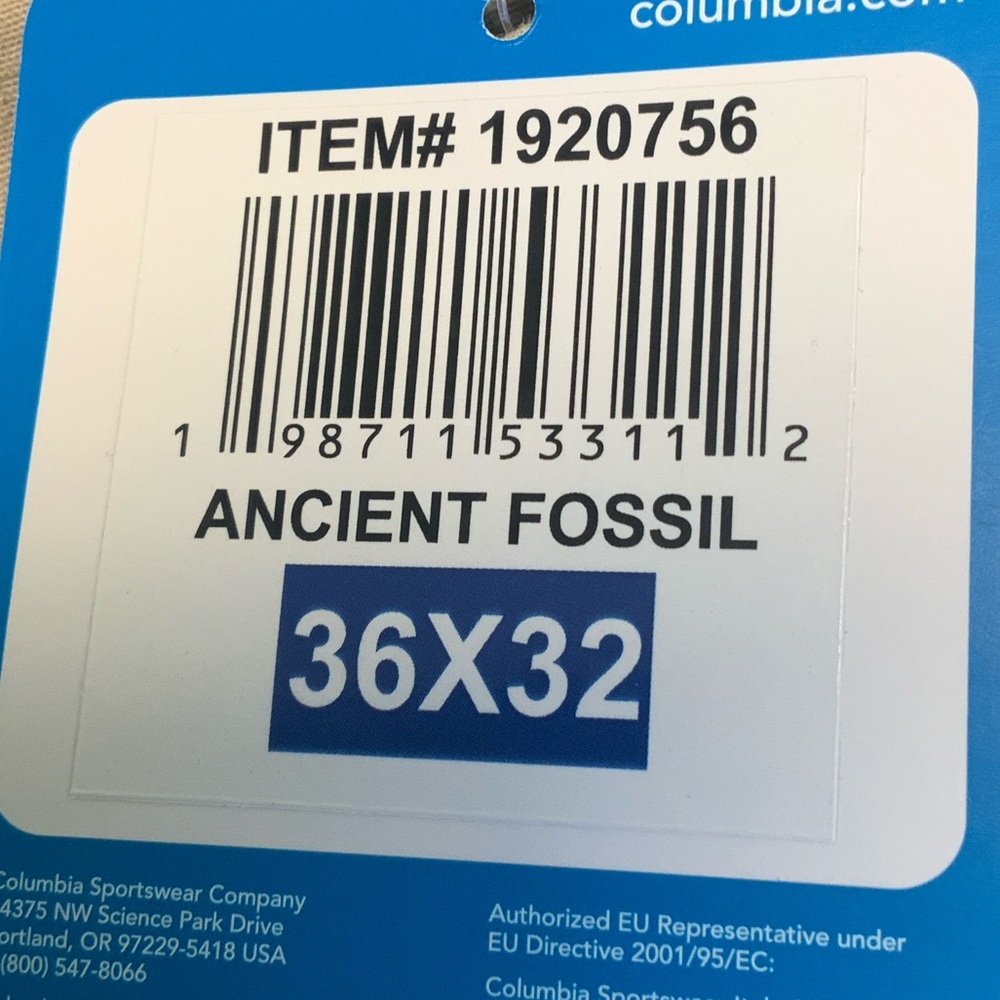 columbia.com
ITEM# 1920756
1 98711 53311 2
ANCIENT FOSSIL
36X32
Columbia Sportswear Company
4375 NW Science Park Drive
ortland, OR 97229-5418 USA
(800) 547-8066
Authorized EU Representative under
EU Directive 2001/95/EC:
Columbia